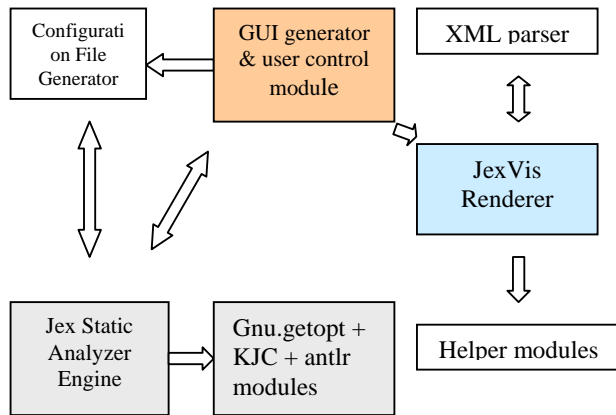 Configurati
on File
Generator
GUI generator
& user control
module
XML parser
JexVis
Renderer
Jex Static
Analyzer
Engine
Gnu.getopt +
KJC + antlr
modules
Helper modules